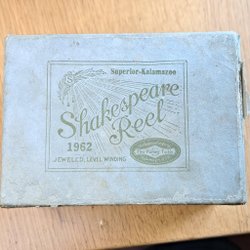 Superior-Kalamazoo
Shakespeare
Reel
1962
JEWELED, LEVEL WINDING